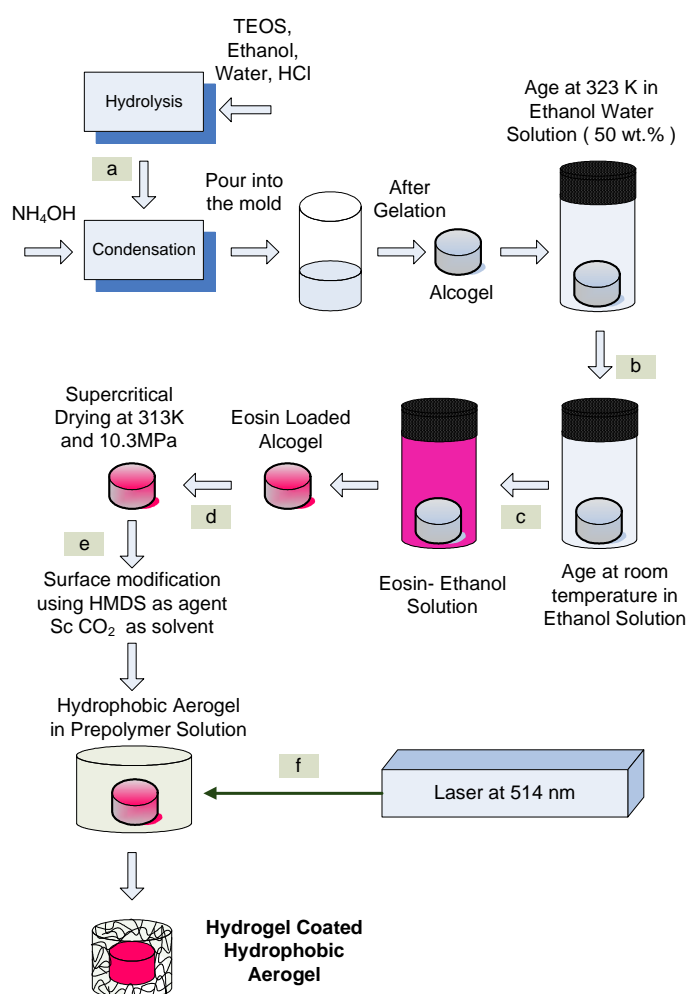 TEOS,
Ethanol,
Water, HCl
Hydrolysis
a
NH₄OH
Condensation
Pour into
the mold
After
Gelation
Alcogel
Age at 323 K in
Ethanol Water
Solution ( 50 wt.% )
b
Age at room
temperature in
Ethanol Solution
c
Eosin- Ethanol
Solution
Eosin Loaded
Alcogel
d
Supercritical
Drying at 313K
and 10.3MPa
e
Surface modification
using HMDS as agent
Sc CO₂ as solvent
Hydrophobic Aerogel
in Prepolymer Solution
f
Laser at 514 nm
Hydrogel Coated
Hydrophobic
Aerogel